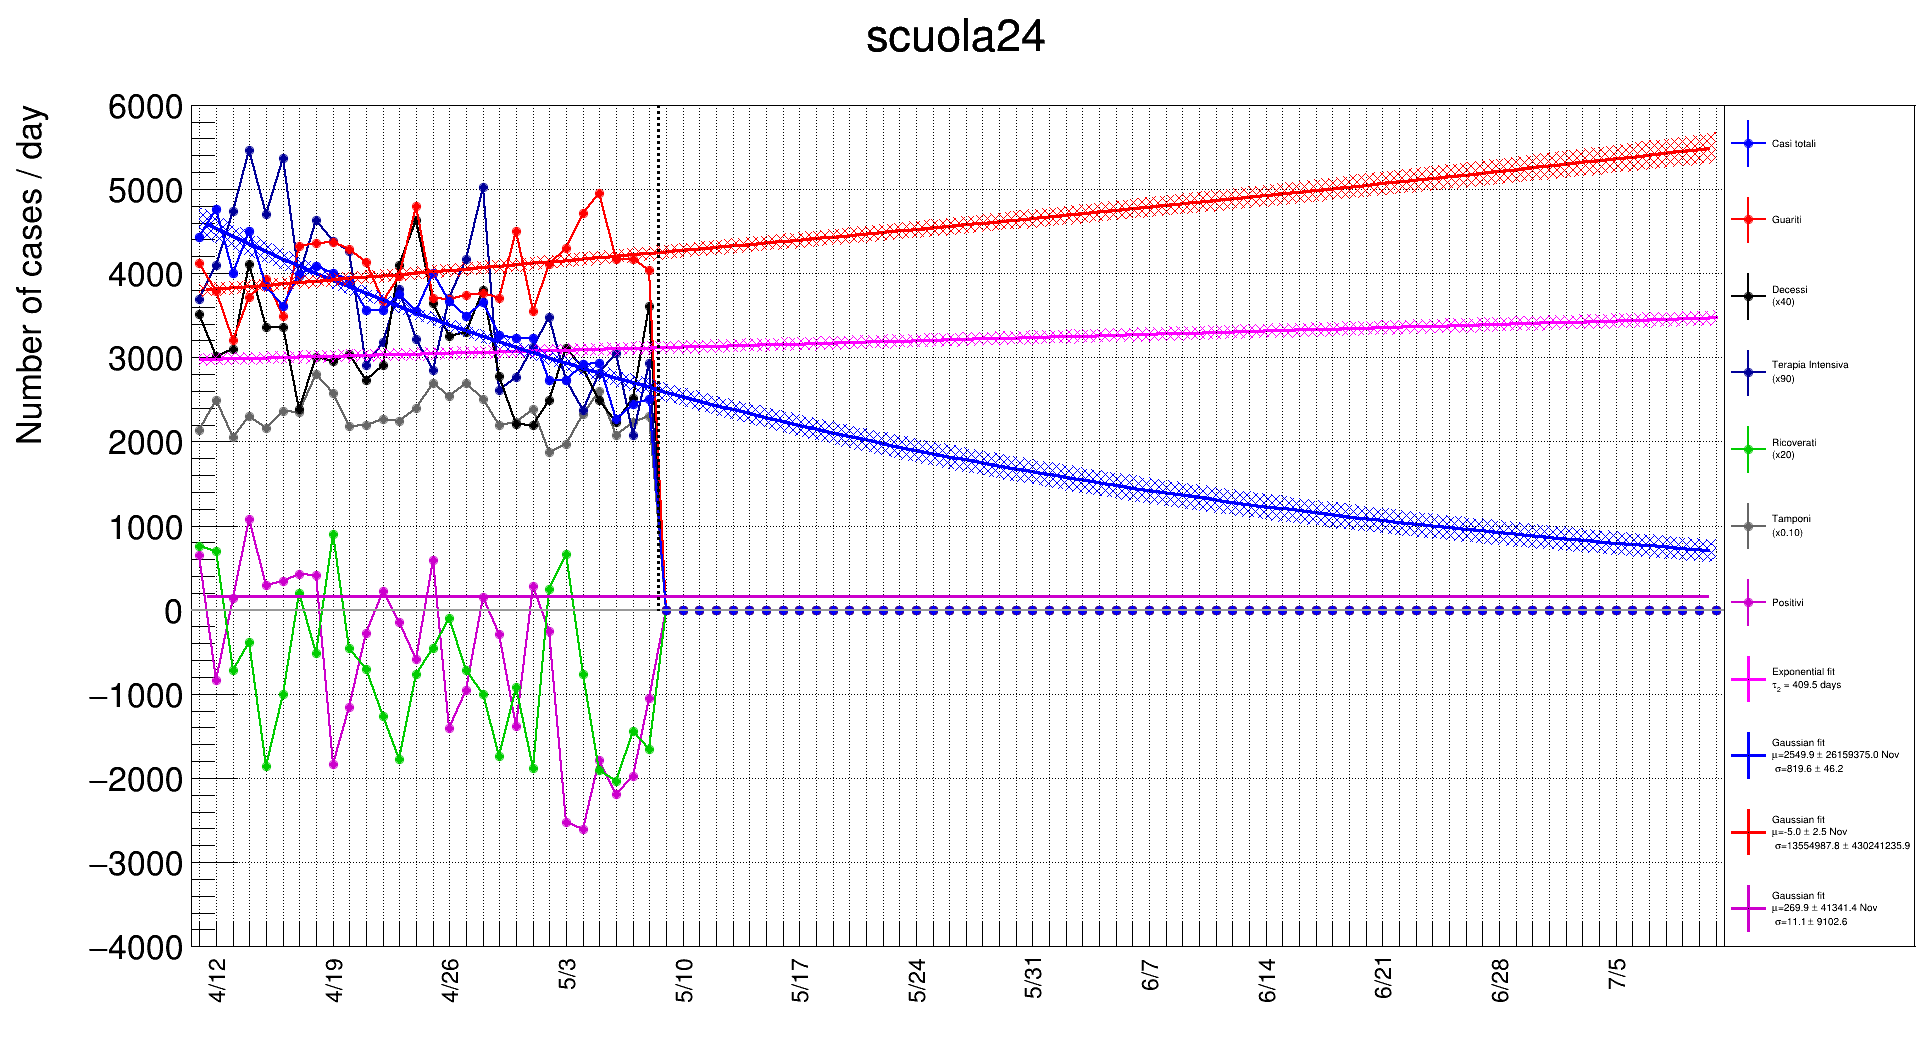 scuola24
Number of cases / day
6000
5000
4000
3000
2000
1000
0
−1000
−2000
−3000
−4000
4/12
4/19
4/26
5/3
5/10
5/17
5/24
5/31
6/7
6/14
6/21
6/28
7/5
Casi totali
Guariti
Decessi
(x40)
Terapia Intensiva
(x90)
Ricoverati
(x20)
Tamponi
(x0.10)
Positivi
Exponential fit
τ₂ = 409.5 days
Gaussian fit
μ=2549.9 ± 26159375.0 Nov
σ=819.6 ± 46.2
Gaussian fit
μ=-5.0 ± 2.5 Nov
σ=13554987.8 ± 430241235.9
Gaussian fit
μ=269.9 ± 41341.4 Nov
σ=11.1 ± 9102.6